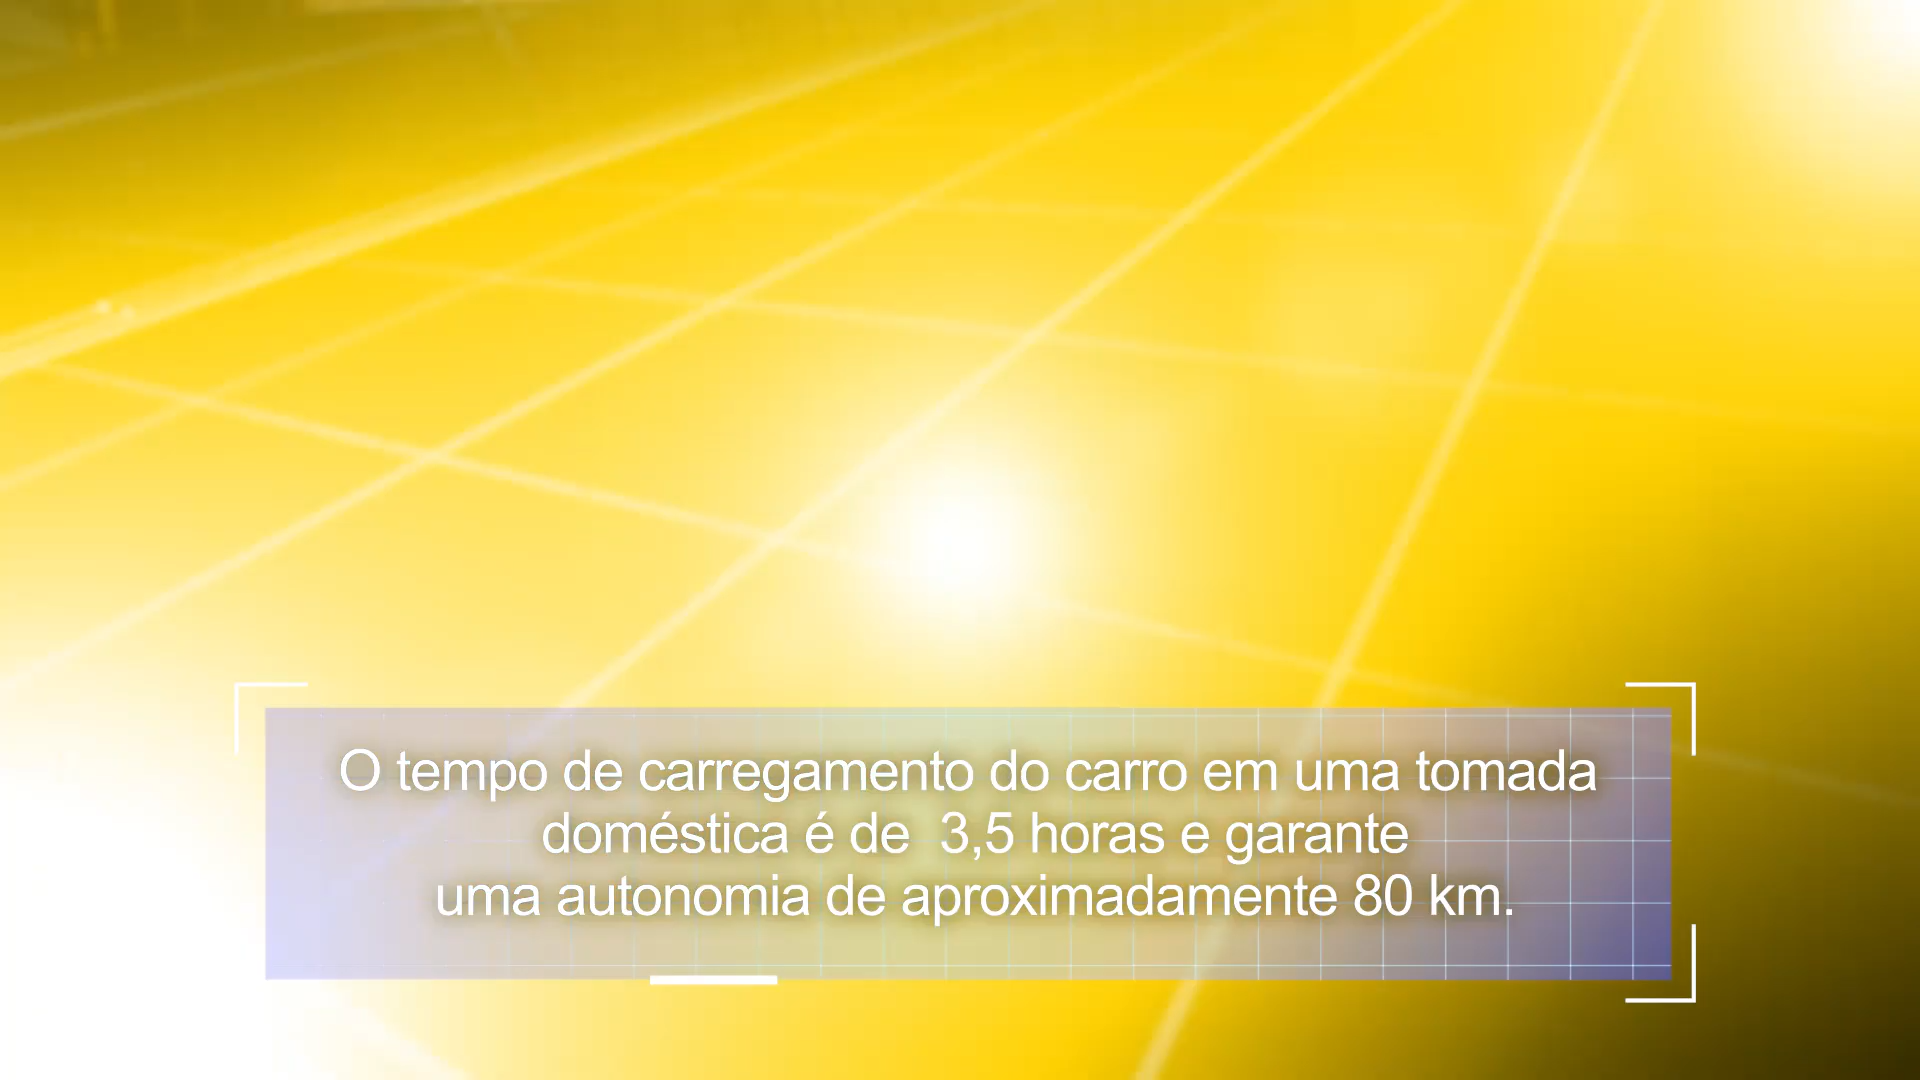 O tempo de carregamento do carro em uma tomada
doméstica é de  3,5 horas e garante
uma autonomia de aproximadamente 80 km.